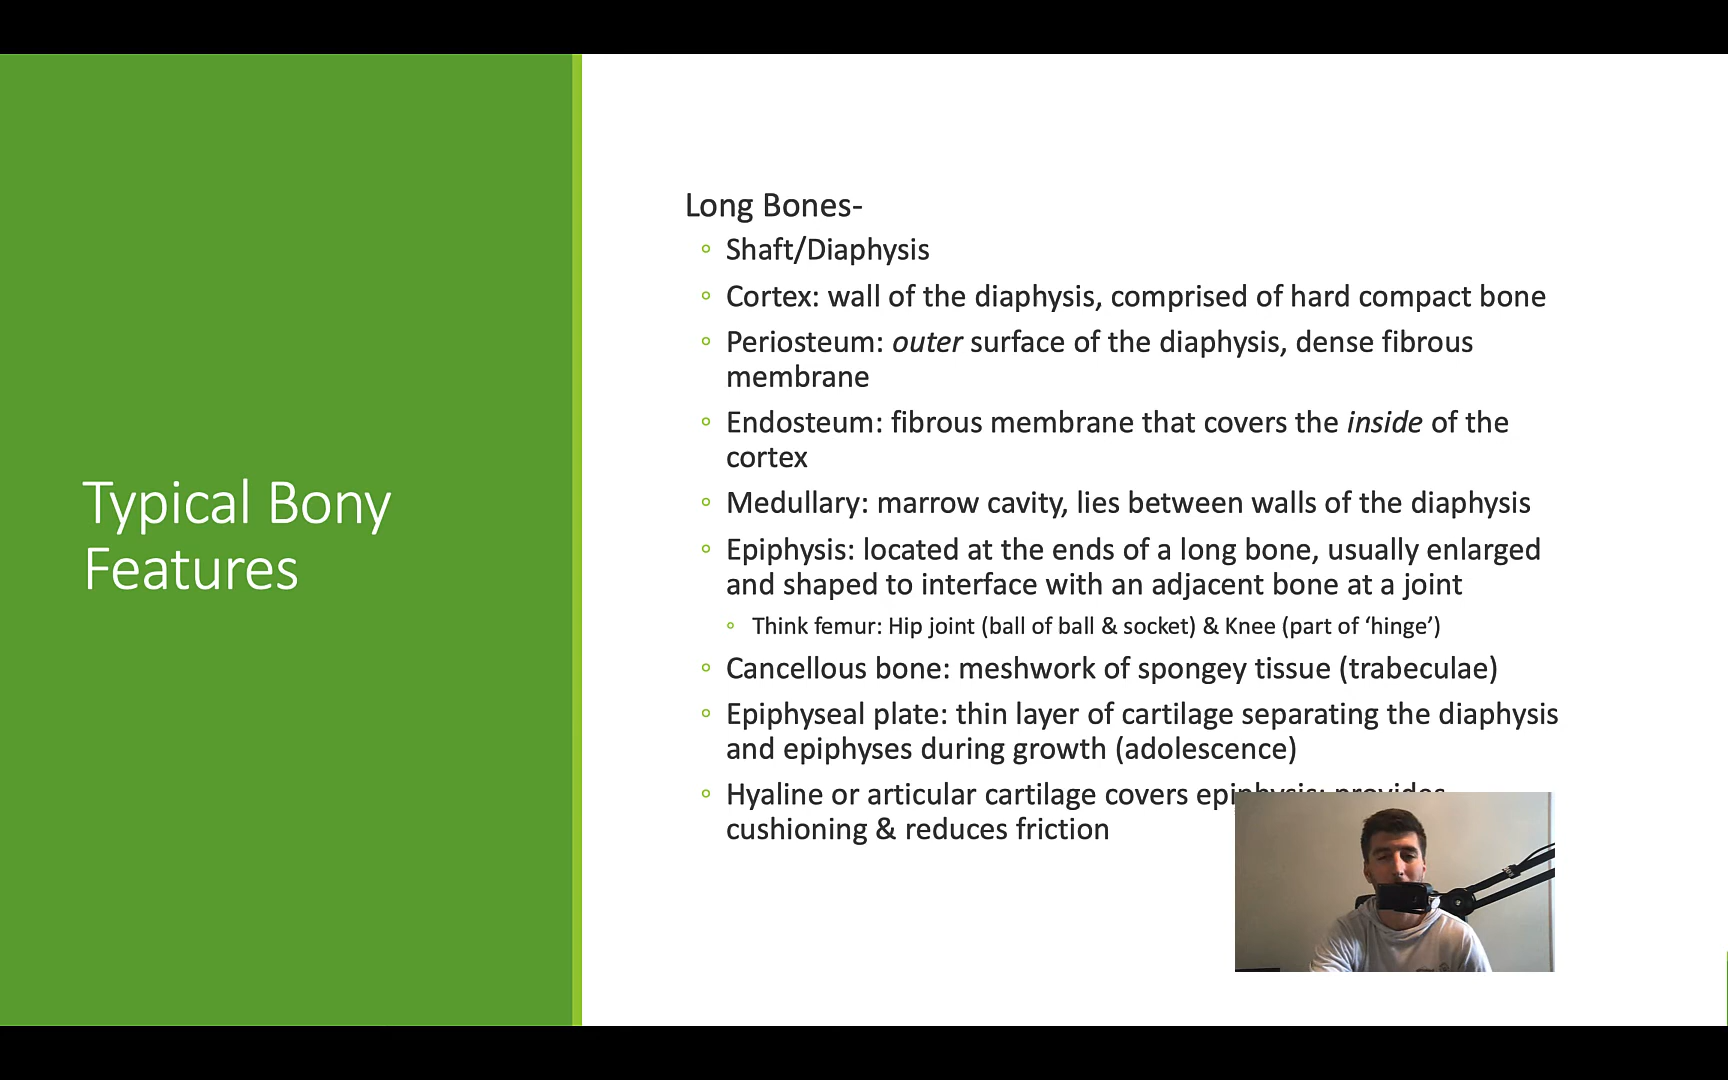 Typical Bony
Features
Long Bones-
Shaft/Diaphysis
Cortex: wall of the diaphysis, comprised of hard compact bone
Periosteum: outer surface of the diaphysis, dense fibrous
membrane
Endosteum: fibrous membrane that covers the inside of the
cortex
Medullary: marrow cavity, lies between walls of the diaphysis
Epiphysis: located at the ends of a long bone, usually enlarged
and shaped to interface with an adjacent bone at a joint
Think femur: Hip joint (ball of ball & socket) & Knee (part of ‘hinge’)
Cancellous bone: meshwork of spongey tissue (trabeculae)
Epiphyseal plate: thin layer of cartilage separating the diaphysis
and epiphyses during growth (adolescence)
Hyaline or articular cartilage covers epiphysis; provides
cushioning & reduces friction